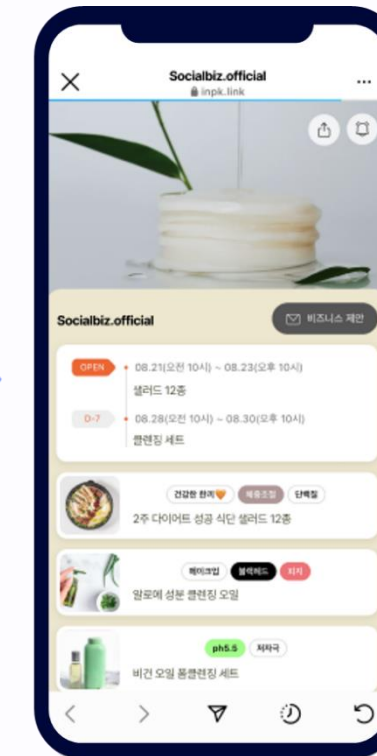 Socialbiz.official
inpk.link
Socialbiz.official
비즈니스 제안
OPEN 08.21(오전 10시) ~ 08.23(오후 10시)
샐러드 12종
D-7 08.28(오전 10시) ~ 08.30(오후 10시)
클렌징 세트
건강한 한끼🧡 체중조절 단백질
2주 다이어트 성공 식단 샐러드 12종
메이크업 블랙헤드 피지
알로에 성분 클렌징 오일
ph5.5 저자극
비건 오일 폼클렌징 세트